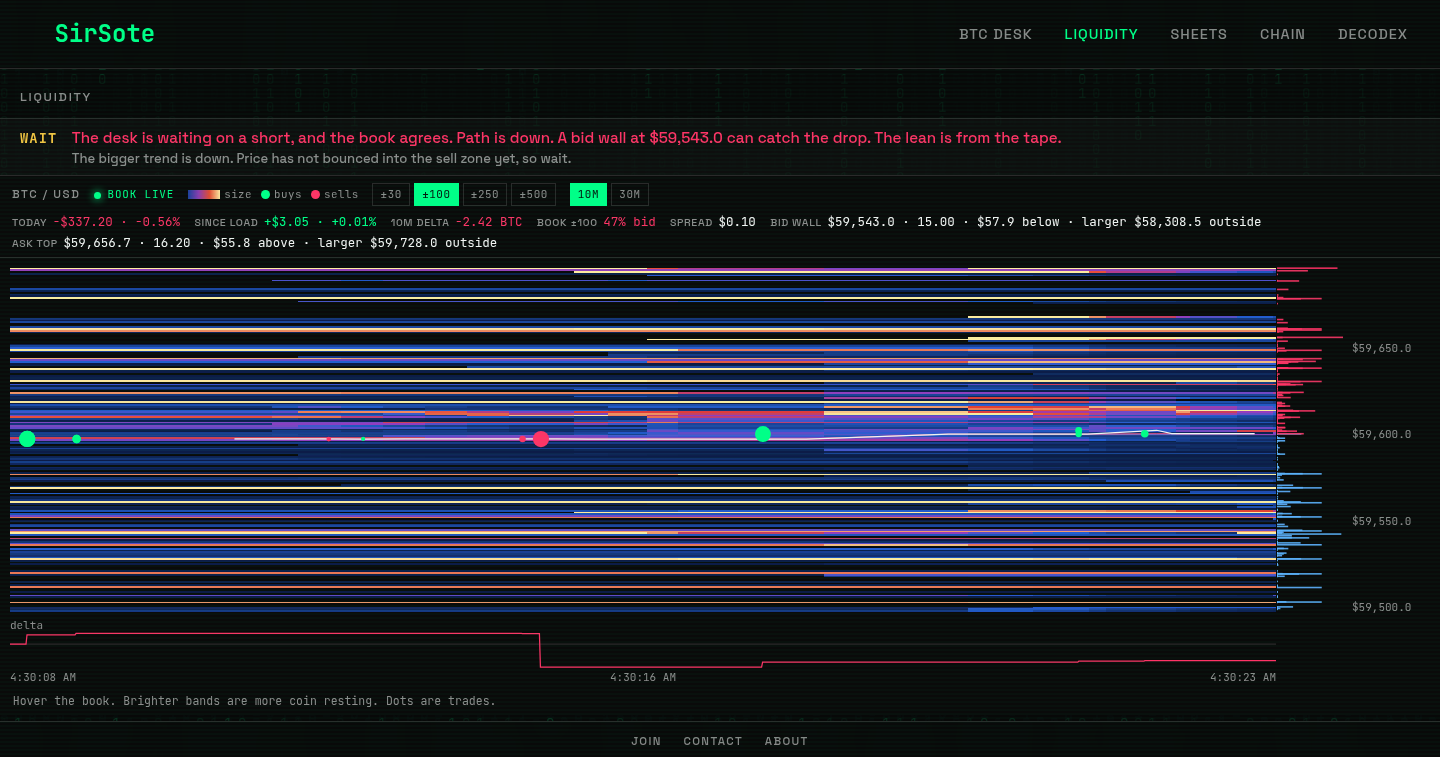 SirSote
BTC DESK LIQUIDITY SHEETS CHAIN DECODEX
LIQUIDITY
WAIT The desk is waiting on a short, and the book agrees. Path is down. A bid wall at $59,543.0 can catch the drop. The lean is from the tape.
The bigger trend is down. Price has not bounced into the sell zone yet, so wait.
BTC / USD BOOK LIVE size buys sells ±30 ±100 ±250 ±500 10M 30M
TODAY -$337.20 · -0.56% SINCE LOAD +$3.05 · +0.01% 10M DELTA -2.42 BTC BOOK ±100 47% bid SPREAD $0.10 BID WALL $59,543.0 · 15.00 · $57.9 below · larger $58,308.5 outside
ASK TOP $59,656.7 · 16.20 · $55.8 above · larger $59,728.0 outside
$59,650.0
$59,600.0
$59,550.0
$59,500.0
delta
4:30:08 AM 4:30:16 AM 4:30:23 AM
Hover the book. Brighter bands are more coin resting. Dots are trades.
JOIN CONTACT ABOUT